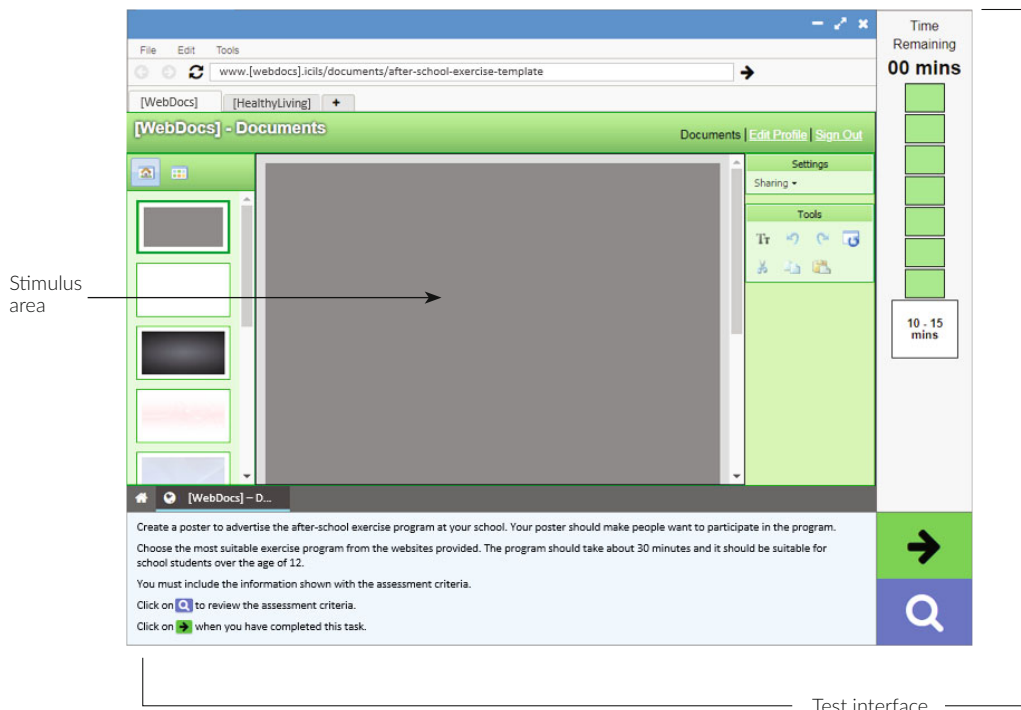 Time
Remaining
00 mins
File Edit Tools
www.[webdocs].icils/documents/after-school-exercise-template
[WebDocs] [HealthyLiving] +
[WebDocs] - Documents
Documents | Edit Profile | Sign Out
Settings
Sharing
Tools
Tт
Stimulus
area
10 - 15
mins
[WebDocs] – D...
Create a poster to advertise the after-school exercise program at your school. Your poster should make people want to participate in the program.
Choose the most suitable exercise program from the websites provided. The program should take about 30 minutes and it should be suitable for
school students over the age of 12.
You must include the information shown with the assessment criteria.
Click on to review the assessment criteria.
Click on when you have completed this task.
Test interface